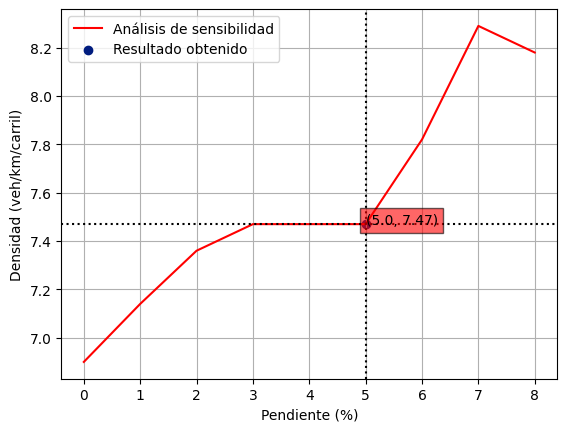 Análisis de sensibilidad
Resultado obtenido
8.2
8.0
7.8
7.6
7.4
7.2
7.0
Densidad (veh/km/carril)
(5.0, 7.47)
0 1 2 3 4 5 6 7 8
Pendiente (%)